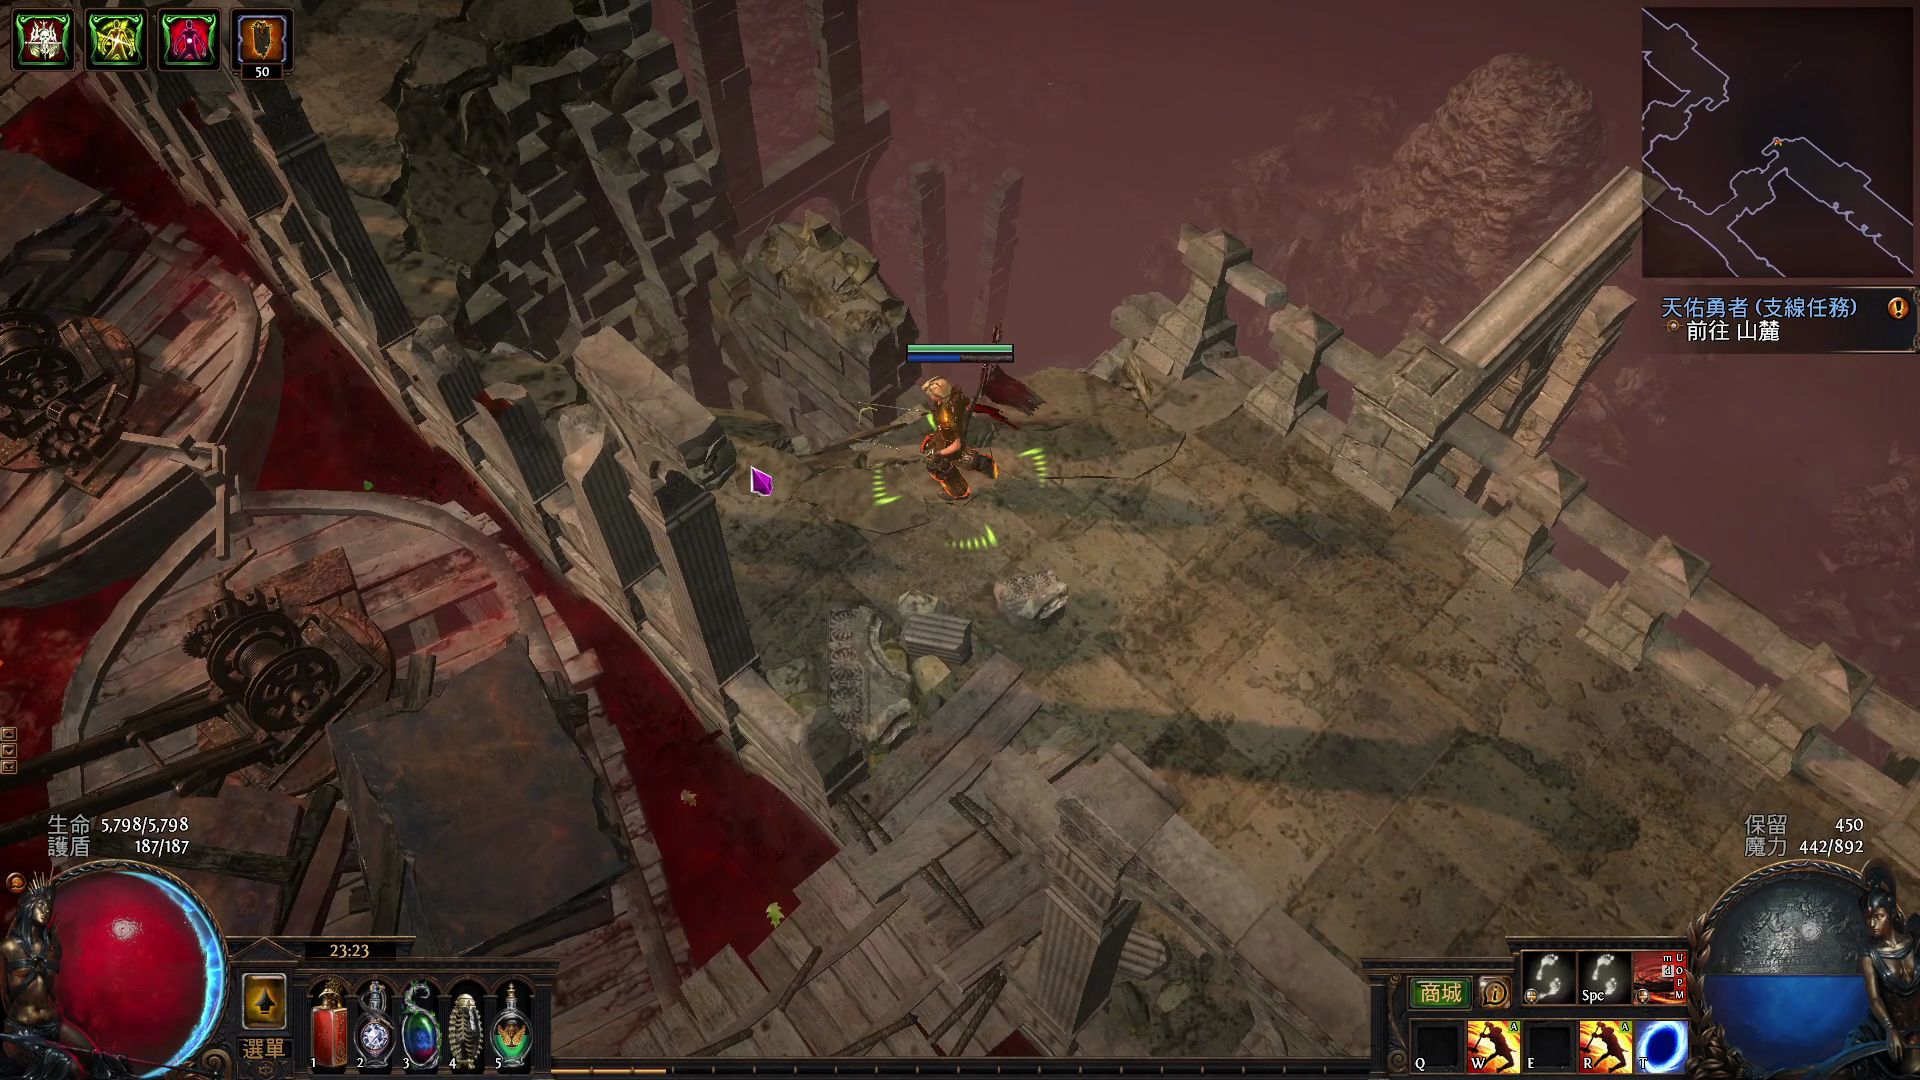 50
天佑勇者 (支線任務)
前往 山麓
生命 5,798/5,798
護盾 187/187
保留 450
魔力 442/892
23:23
選單
1 2 3 4 5
商城
Spc
Q W E R T
A A